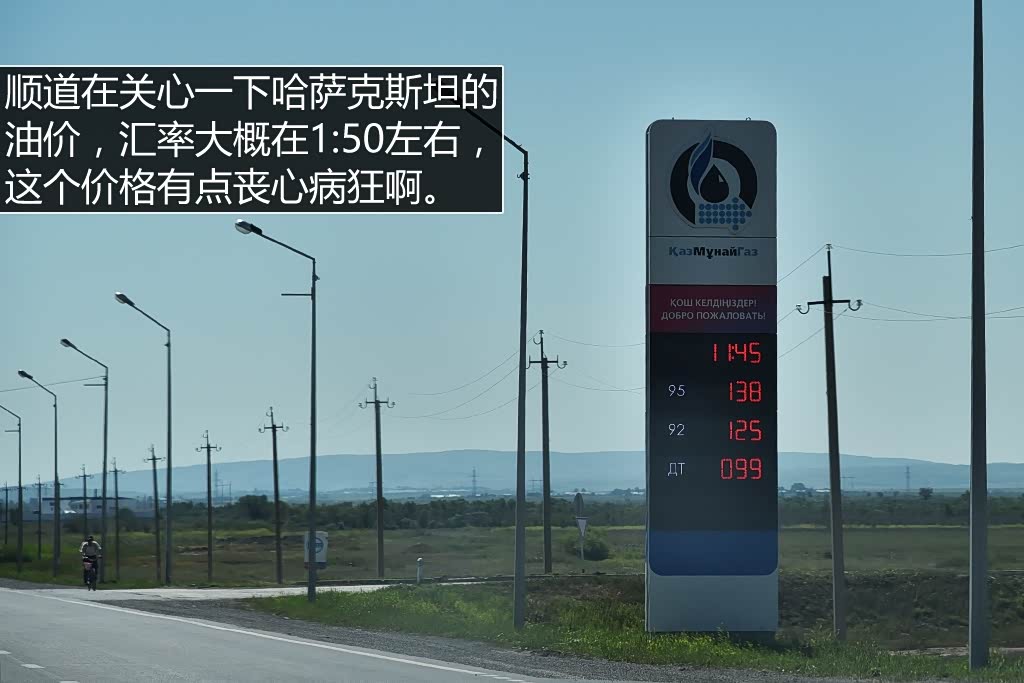 顺道在关心一下哈萨克斯坦的
油价，汇率大概在1:50左右，
这个价格有点丧心病狂啊。
ҚазМұнайГаз
ҚОШ КЕЛДІҢІЗДЕР!
ДОБРО ПОЖАЛОВАТЬ!
11:45
95 138
92 125
ДТ 099